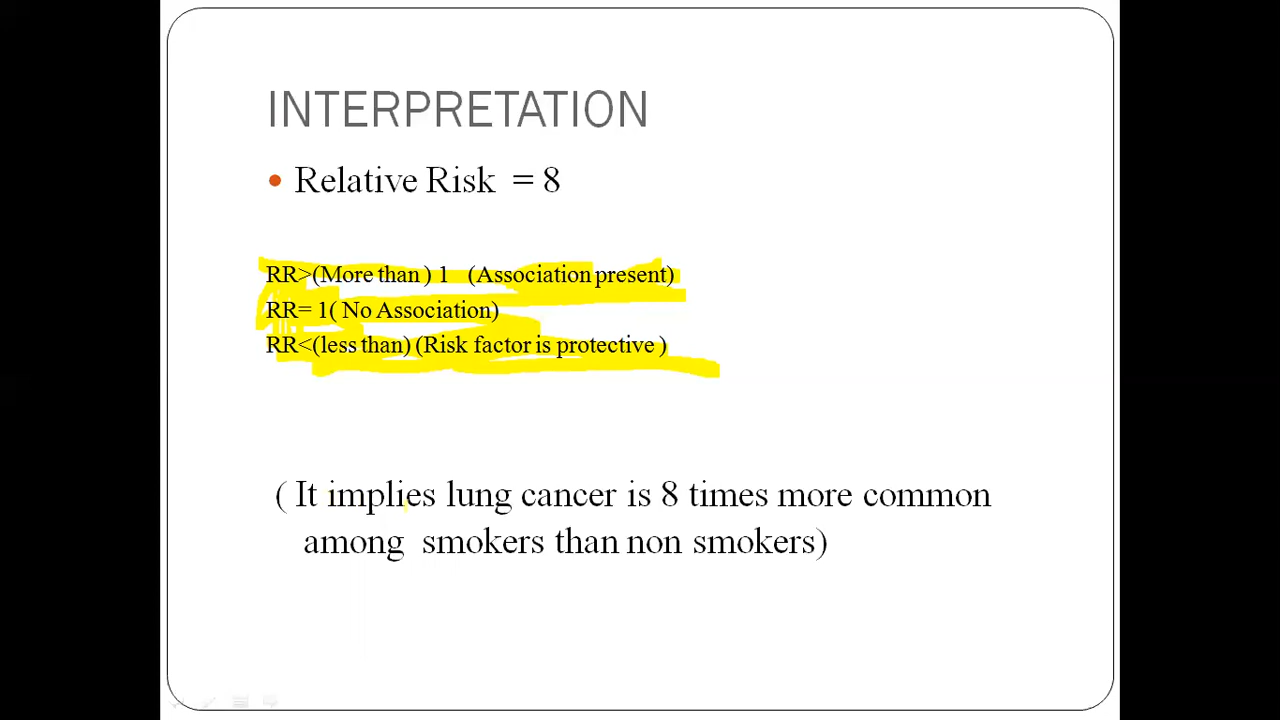 INTERPRETATION
• Relative Risk = 8
RR>(More than ) 1 (Association present)
RR= 1( No Association)
RR<(less than) (Risk factor is protective )
( It implies lung cancer is 8 times more common
among smokers than non smokers)